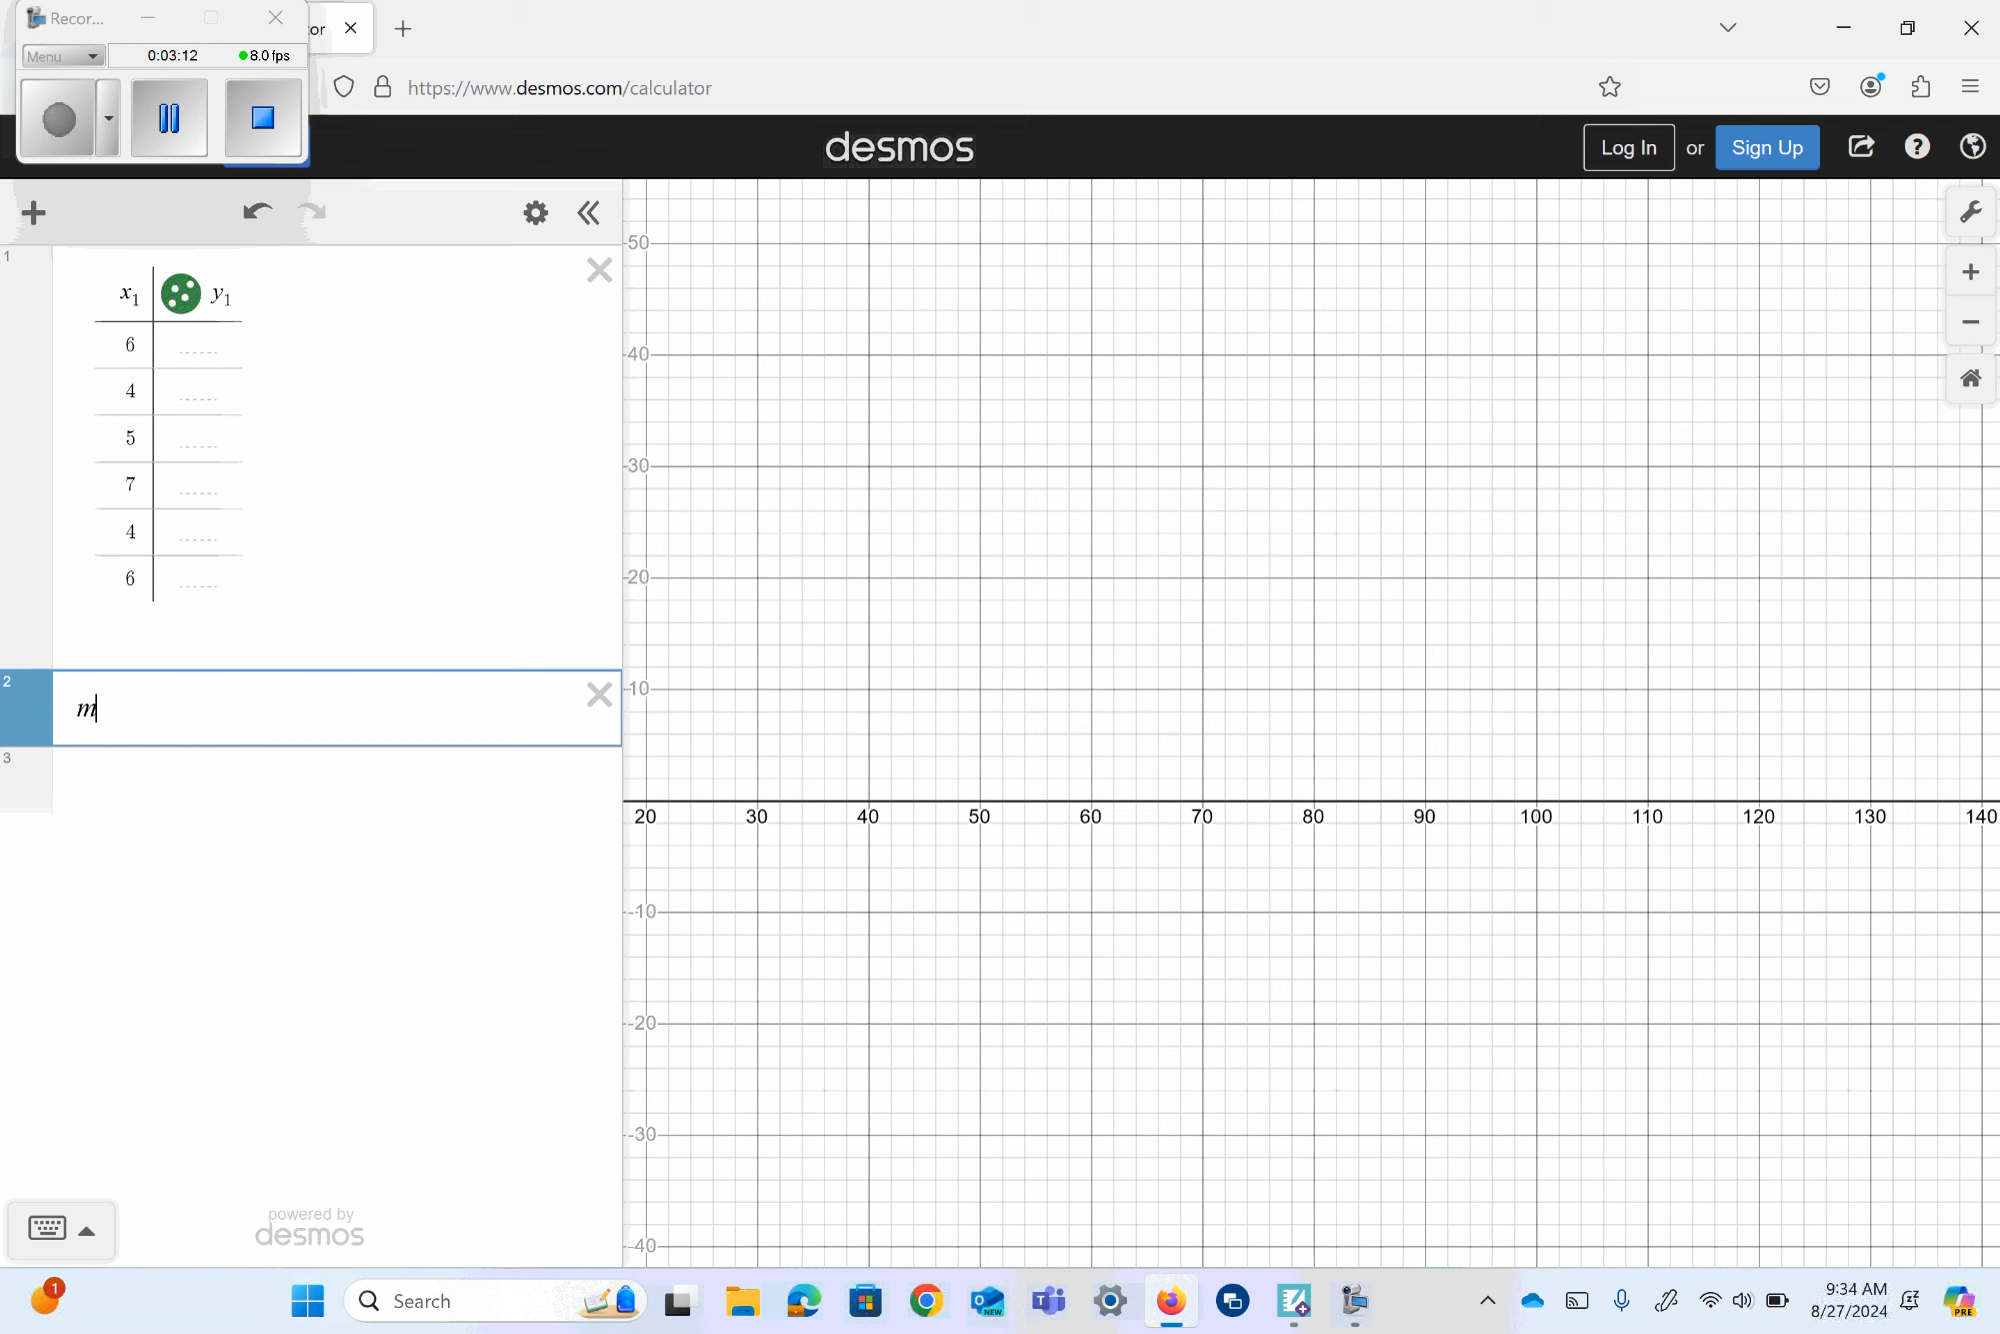 Recor...
Menu
0:03:12
8.0 fps
or
https://www.desmos.com/calculator
desmos
Log In or Sign Up
1
x₁ y₁
6
4
5
7
4
6
2
m
3
powered by
desmos
50
40
30
20
10
20 30 40 50 60 70 80 90 100 110 120 130 140
-10
-20
-30
-40
1
Search
NEW
9:34 AM
8/27/2024
PRE